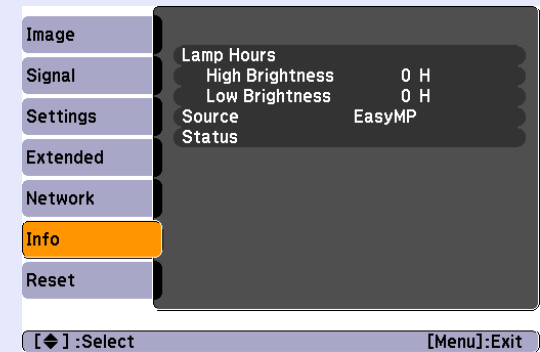 Image
Signal
Settings
Extended
Network
Info
Reset
Lamp Hours
High Brightness 0 H
Low Brightness 0 H
Source EasyMP
Status
[◆] :Select [Menu]:Exit